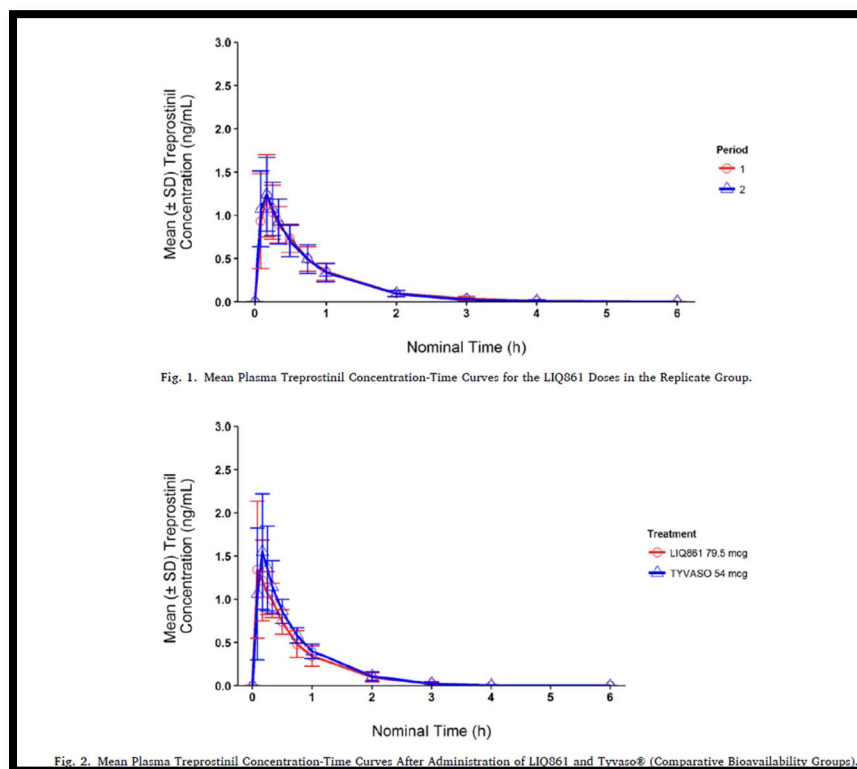 3.0
2.5
2.0
1.5
1.0
0.5
0.0
Mean (± SD) Treprostinil
Concentration (ng/mL)
0 1 2 3 4 5 6
Nominal Time (h)
Period
1
2
Fig. 1. Mean Plasma Treprostinil Concentration-Time Curves for the LIQ861 Doses in the Replicate Group.
3.0
2.5
2.0
1.5
1.0
0.5
0.0
Mean (± SD) Treprostinil
Concentration (ng/mL)
0 1 2 3 4 5 6
Nominal Time (h)
Treatment
LIQ861 79.5 mcg
TYVASO 54 mcg
Fig. 2. Mean Plasma Treprostinil Concentration-Time Curves After Administration of LIQ861 and Tyvaso® (Comparative Bioavailability Groups).